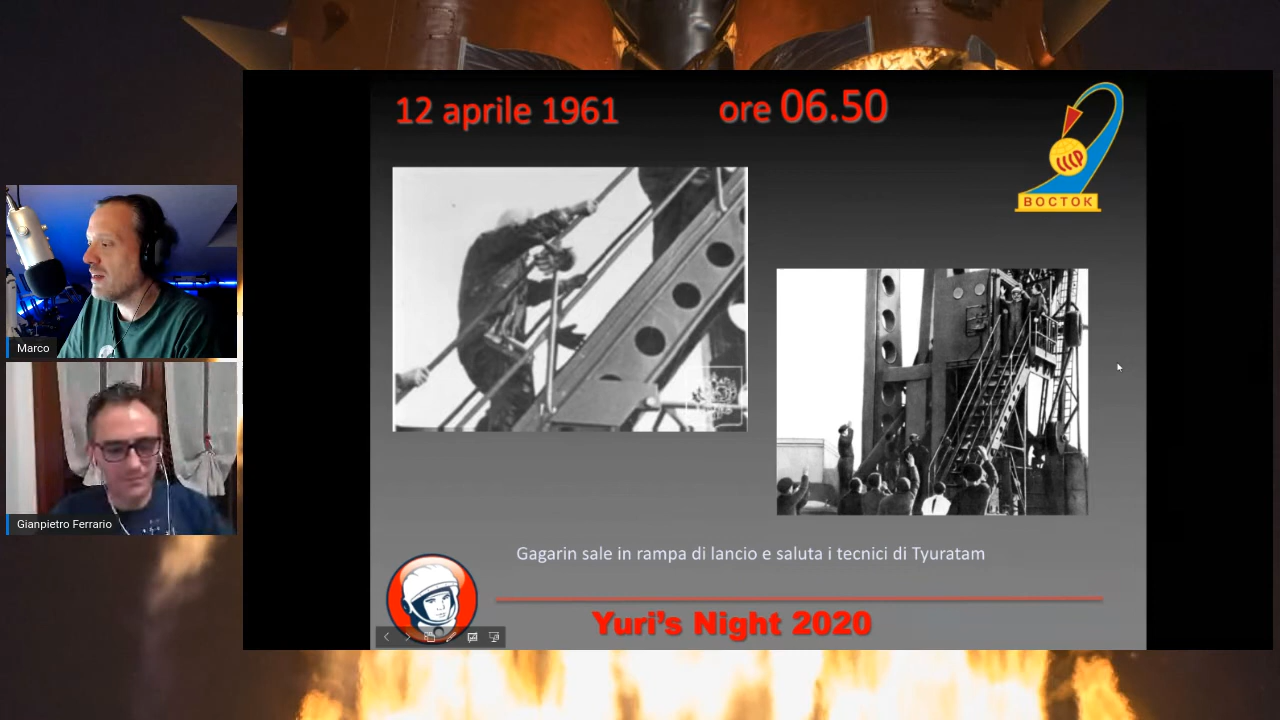 12 aprile 1961
ore 06.50
СССР
ВОСТОК
Marco
Gianpietro Ferrario
Gagarin sale in rampa di lancio e saluta i tecnici di Tyuratam
Yuri's Night 2020